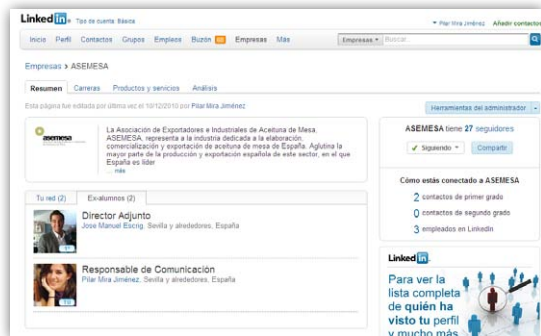 Linked in Tipo de cuenta: Básica
Pilar Mira Jiménez Añadir contactos
Inicio Perfil Contactos Grupos Empleos Buzón Empresas Más
Empresas Buscar...
Empresas > ASEMESA
Resumen Carreras Productos y servicios Análisis
Esta página fue editada por última vez el 10/12/2010 por Pilar Mira Jiménez
Herramientas del administrador
asemesa
La Asociación de Exportadores e Industriales de Aceituna de Mesa,
ASEMESA, representa a la industria dedicada a la elaboración,
comercialización y exportación de aceituna de mesa de España. Aglutina la
mayor parte de la producción y exportación española de este sector, en el que
España es líder
... más
ASEMESA tiene 27 seguidores
Siguiendo Compartir
Tu red (2) Ex-alumnos (2)
Director Adjunto
Jose Manuel Escrig, Sevilla y alrededores, España
Responsable de Comunicación
Pilar Mira Jiménez, Sevilla y alrededores, España
Cómo estás conectado a ASEMESA
2 contactos de primer grado
0 contactos de segundo grado
3 empleados en LinkedIn
Linked in
Para ver la
lista completa
de quién ha
visto tu perfil
y mucho más